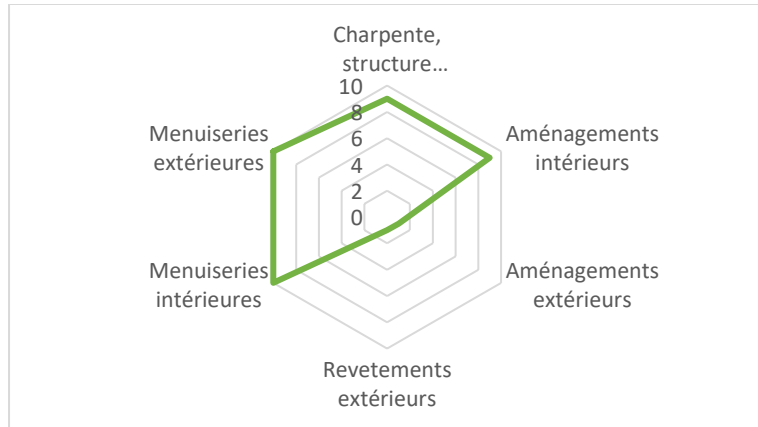 Charpente,
structure…
10
8
6
4
2
0
Aménagements
intérieurs
Aménagements
extérieurs
Revetements
extérieurs
Menuiseries
intérieures
Menuiseries
extérieures